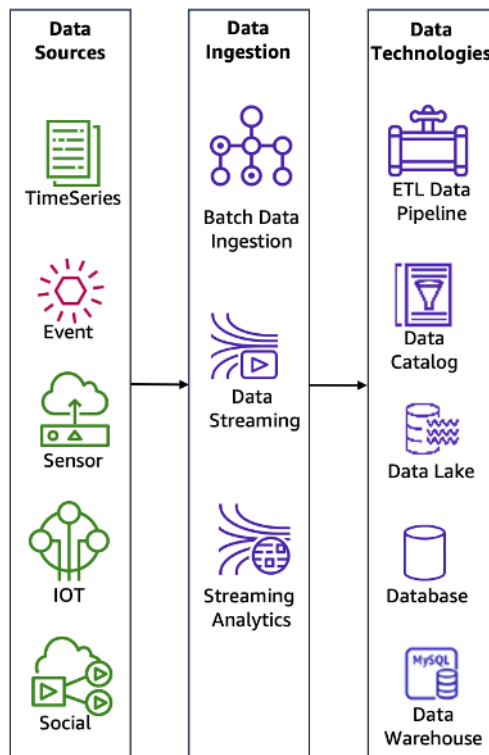 Data
Sources
TimeSeries
Event
Sensor
IOT
Social
Data
Ingestion
Batch Data
Ingestion
Data
Streaming
Streaming
Analytics
Data
Technologies
ETL Data
Pipeline
Data
Catalog
Data Lake
Database
MySQL
Data
Warehouse